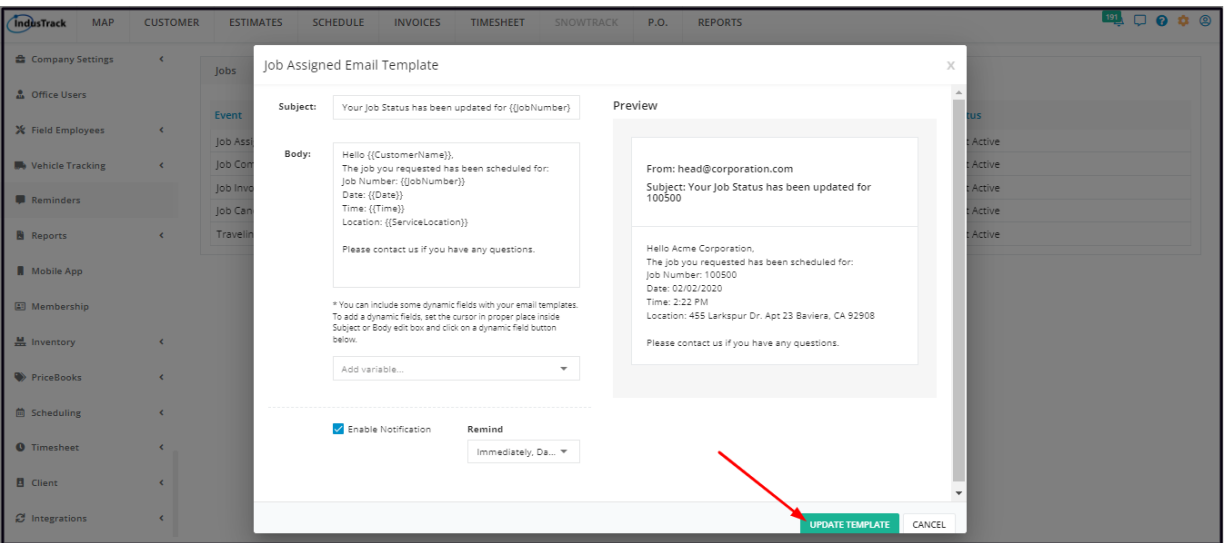 IndusTrack MAP CUSTOMER ESTIMATES SCHEDULE INVOICES TIMESHEET SNOWTRACK P.O. REPORTS 191
Company Settings
Office Users
Field Employees
Vehicle Tracking
Reminders
Reports
Mobile App
Membership
Inventory
PriceBooks
Scheduling
Timesheet
Client
Integrations
Jobs
Event
Job Assi
Job Com
Job Invo
Job Can
Travelin
tus
t Active
t Active
t Active
t Active
t Active
Job Assigned Email Template X
Subject: Your Job Status has been updated for {{JobNumber}
Body: Hello {{CustomerName}},
The job you requested has been scheduled for:
Job Number: {{JobNumber}}
Date: {{Date}}
Time: {{Time}}
Location: {{ServiceLocation}}
Please contact us if you have any questions.
* You can include some dynamic fields with your email templates.
To add a dynamic fields, set the cursor in proper place inside
Subject or Body edit box and click on a dynamic field button
below.
Add variable...
Enable Notification
Remind
Immediately, Da...
Preview
From: head@corporation.com
Subject: Your Job Status has been updated for
100500
Hello Acme Corporation,
The job you requested has been scheduled for:
Job Number: 100500
Date: 02/02/2020
Time: 2:22 PM
Location: 455 Larkspur Dr. Apt 23 Baviera, CA 92908
Please contact us if you have any questions.
UPDATE TEMPLATE CANCEL